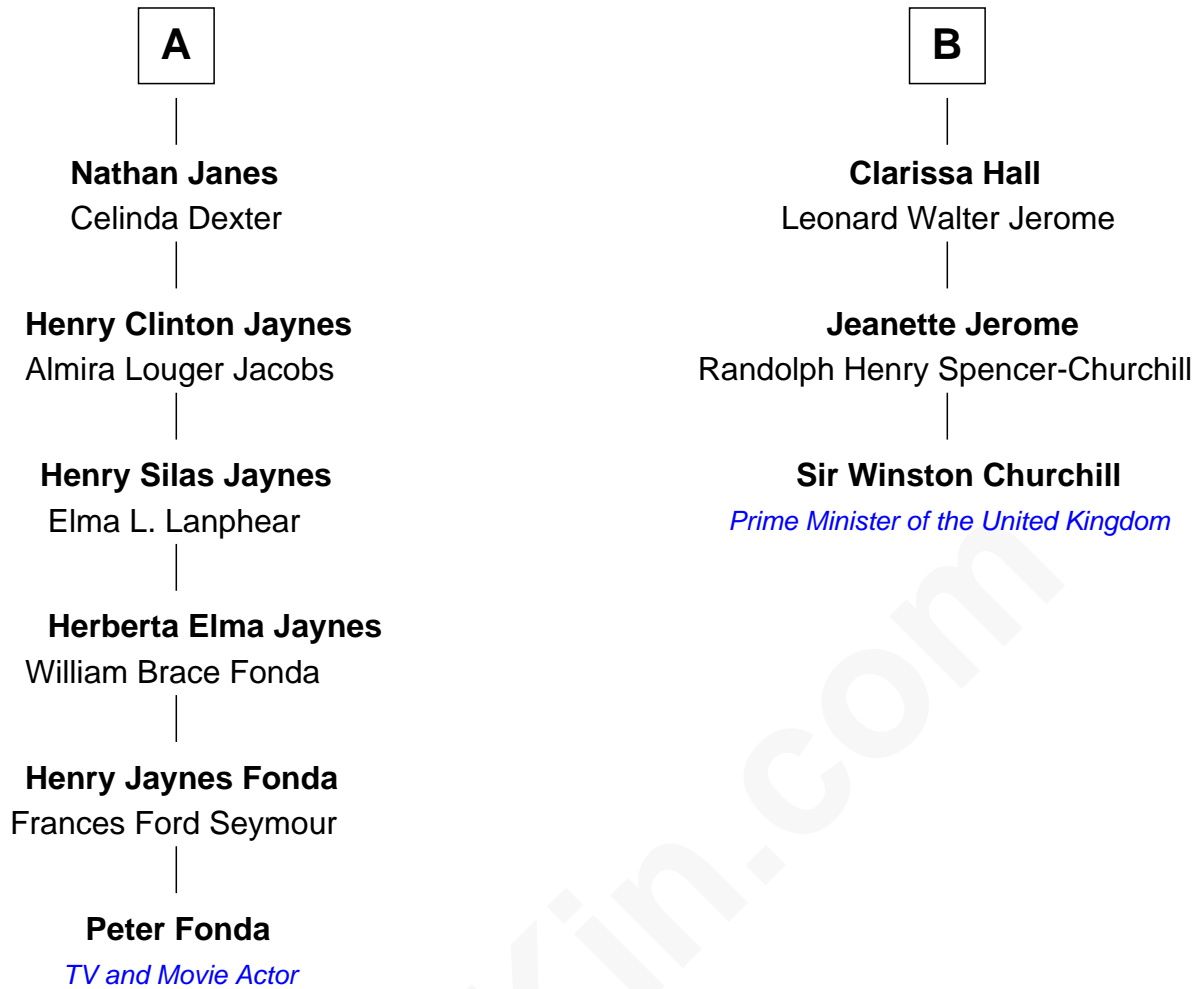 A
Nathan Janes
Celinda Dexter
Henry Clinton Jaynes
Almira Louger Jacobs
Henry Silas Jaynes
Elma L. Lanphear
Herberta Elma Jaynes
William Brace Fonda
Henry Jaynes Fonda
Frances Ford Seymour
Peter Fonda
TV and Movie Actor
B
Clarissa Hall
Leonard Walter Jerome
Jeanette Jerome
Randolph Henry Spencer-Churchill
Sir Winston Churchill
Prime Minister of the United Kingdom